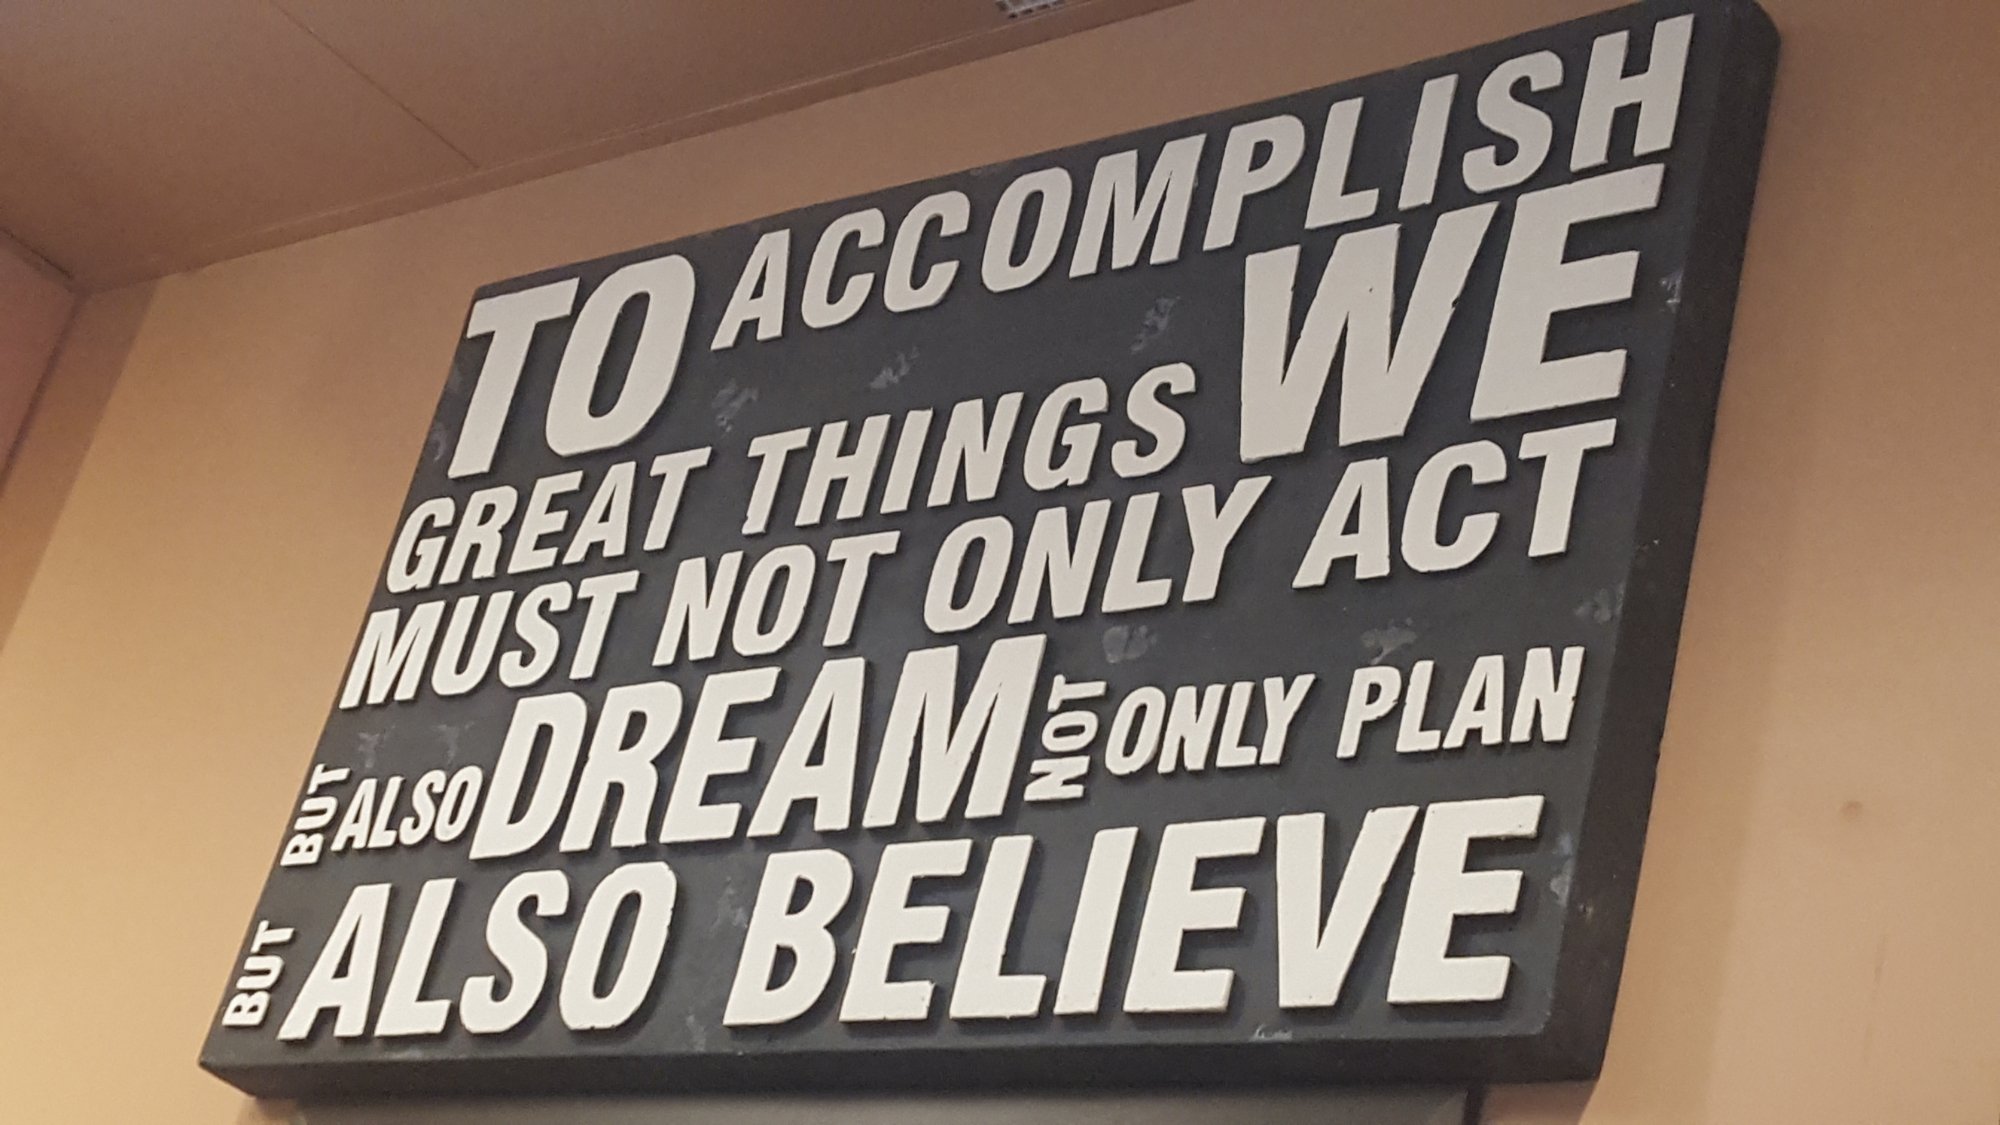 TO ACCOMPLISH
GREAT THINGS WE
MUST NOT ONLY ACT
BUT ALSO DREAM NOT ONLY PLAN
BUT ALSO BELIEVE